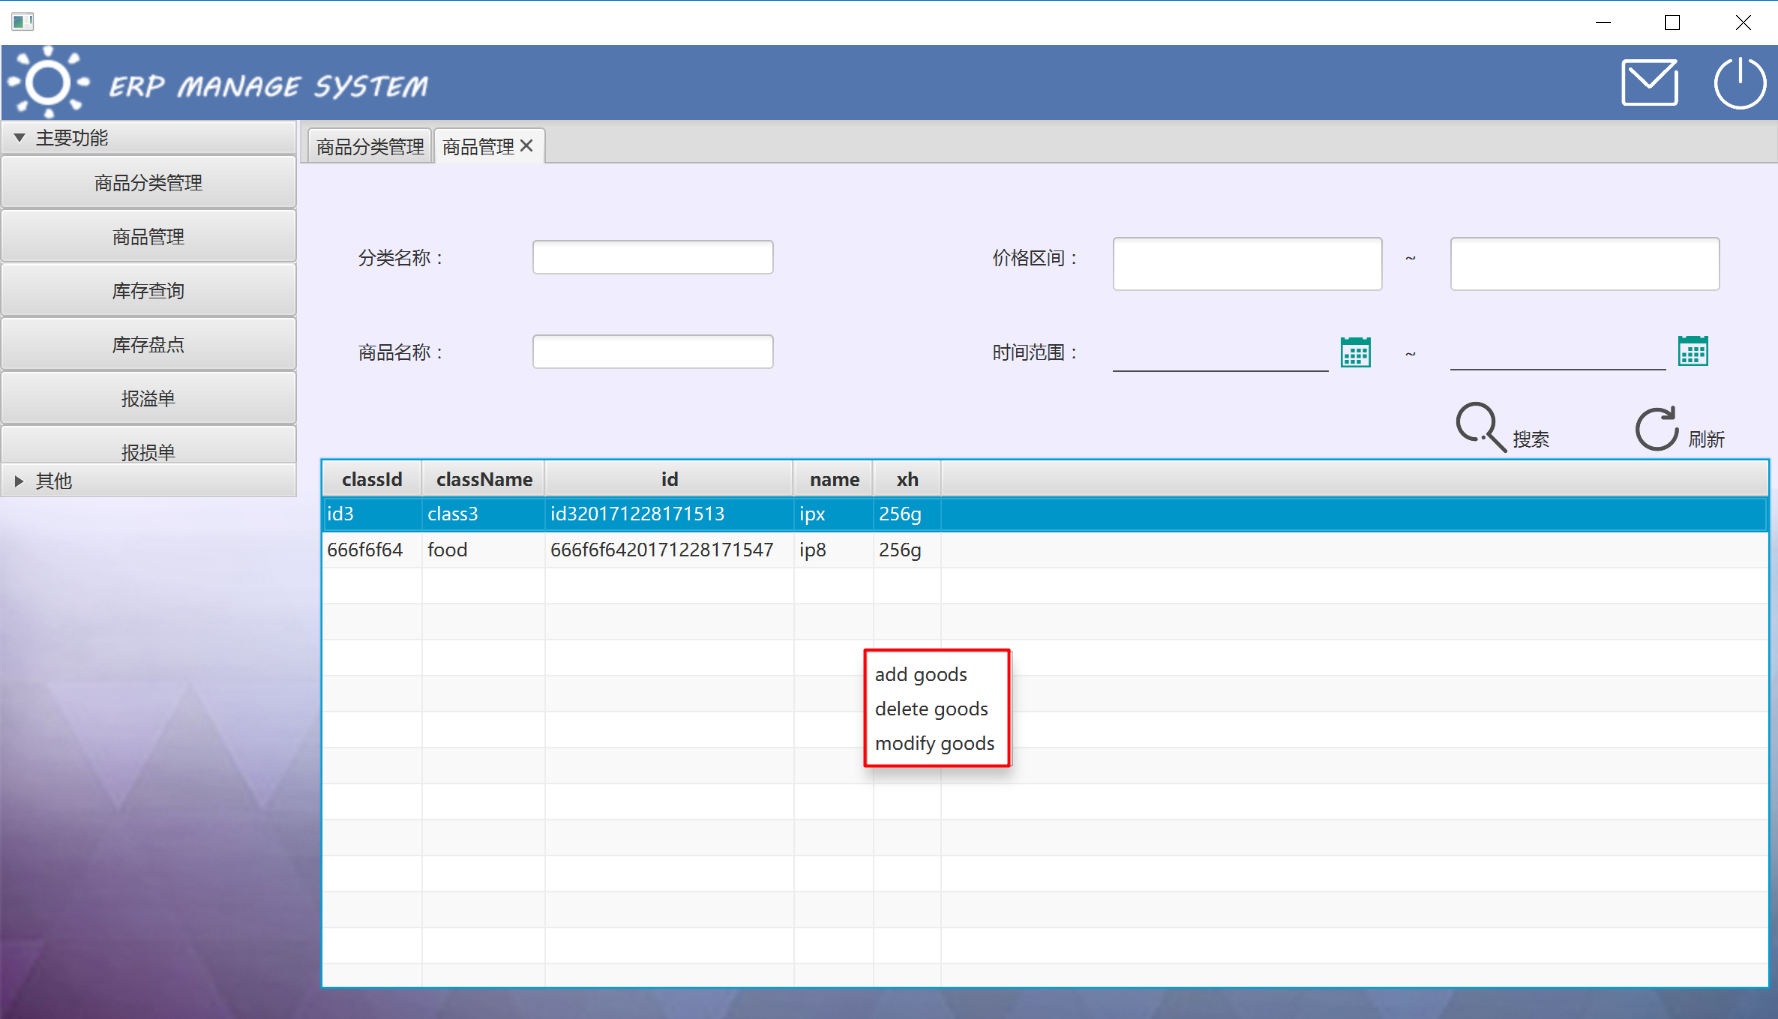 ERP MANAGE SYSTEM
主要功能
商品分类管理
商品管理
库存查询
库存盘点
报溢单
报损单
其他
商品分类管理 商品管理
分类名称：
价格区间：
~
商品名称：
时间范围：
~
搜索
刷新
classId className id name xh
id3 class3 id320171228171513 ipx 256g
666f6f64 food 666f6f6420171228171547 ip8 256g
add goods
delete goods
modify goods